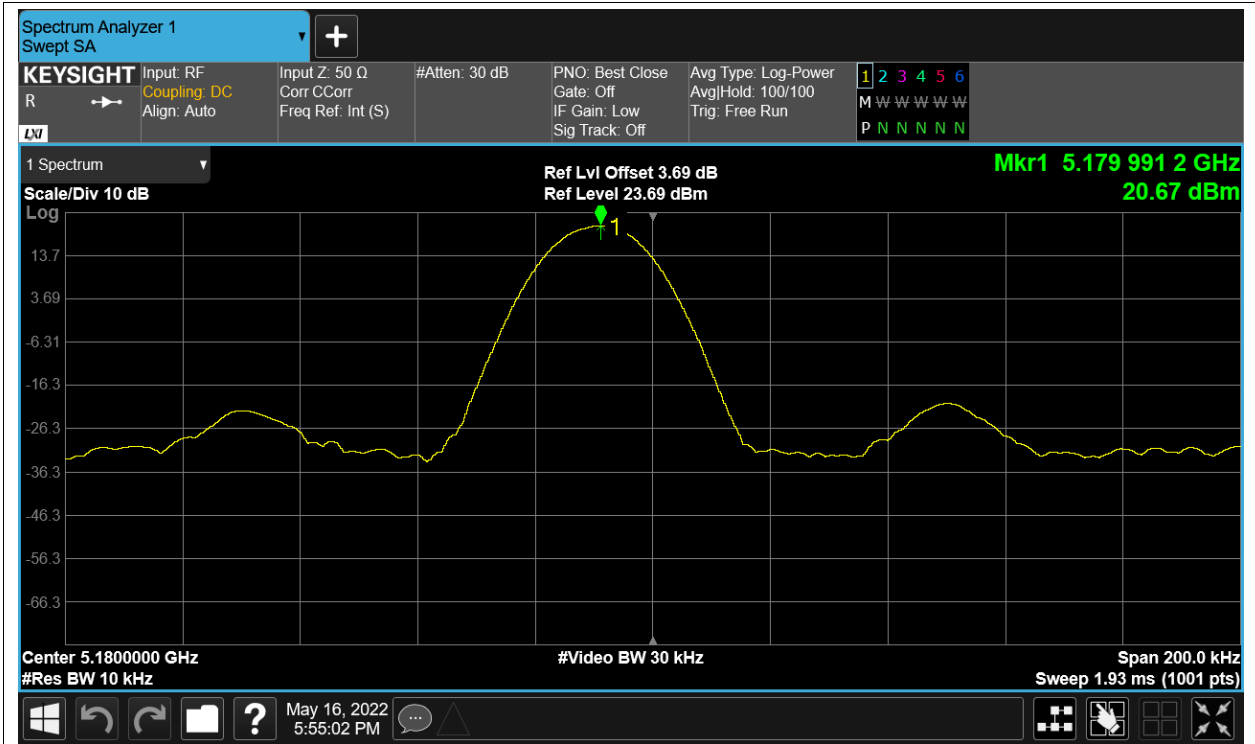 Spectrum Analyzer 1
Swept SA
+
KEYSIGHT
R
LXI
Input: RF
Coupling: DC
Align: Auto
Input Z: 50 Ω
Corr CCorr
Freq Ref: Int (S)
#Atten: 30 dB
PNO: Best Close
Gate: Off
IF Gain: Low
Sig Track: Off
Avg Type: Log-Power
Avg|Hold: 100/100
Trig: Free Run
1 2 3 4 5 6
M W W W W W
P N N N N N
1 Spectrum
Scale/Div 10 dB
Log
Ref Lvl Offset 3.69 dB
Ref Level 23.69 dBm
Mkr1 5.179 991 2 GHz
20.67 dBm
1
13.7
3.69
-6.31
-16.3
-26.3
-36.3
-46.3
-56.3
-66.3
Center 5.1800000 GHz
#Video BW 30 kHz
Span 200.0 kHz
#Res BW 10 kHz
Sweep 1.93 ms (1001 pts)
?
May 16, 2022
5:55:02 PM